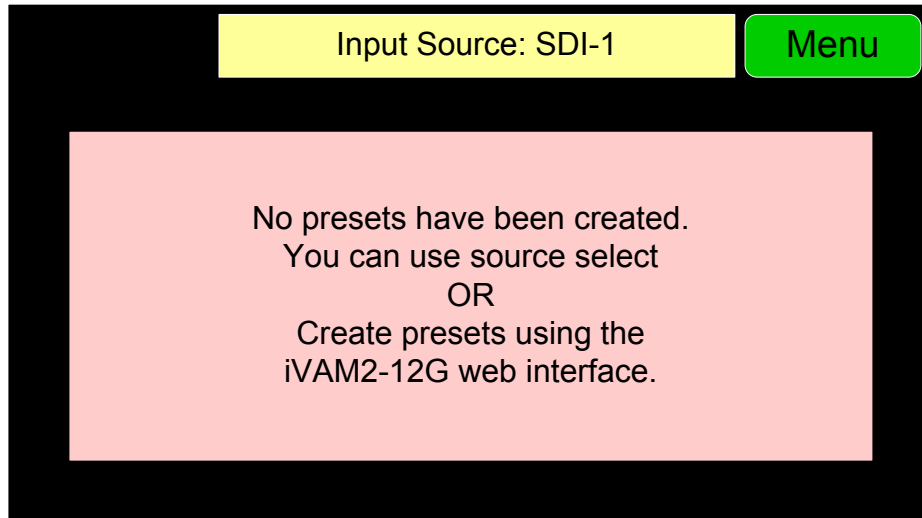 Input Source: SDI-1
Menu
No presets have been created.
You can use source select
OR
Create presets using the
iVAM2-12G web interface.